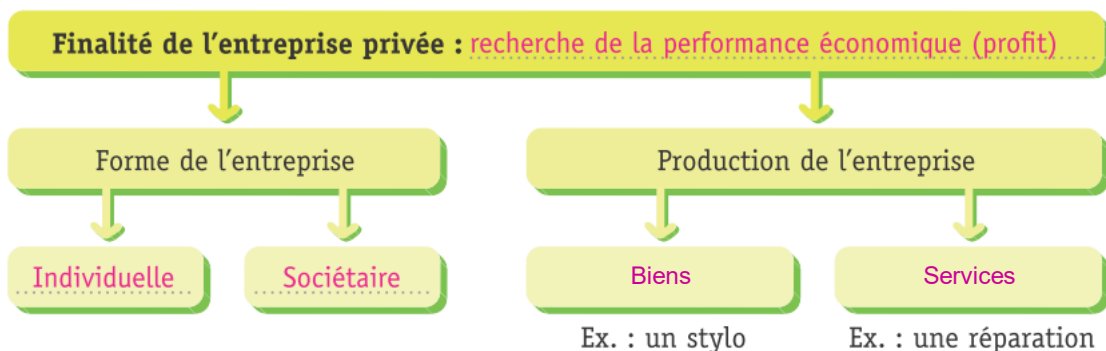 Finalité de l'entreprise privée : recherche de la performance économique (profit)
Forme de l'entreprise
Production de l'entreprise
Individuelle
Sociétaire
Biens
Services
Ex. : un stylo
Ex. : une réparation